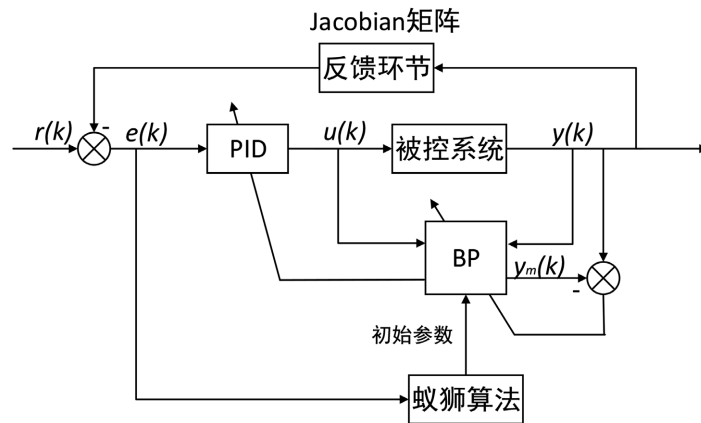 Jacobian矩阵
反馈环节
r(k)
-
e(k)
PID
u(k)
被控系统
y(k)
BP
ym(k)
-
初始参数
蚁狮算法